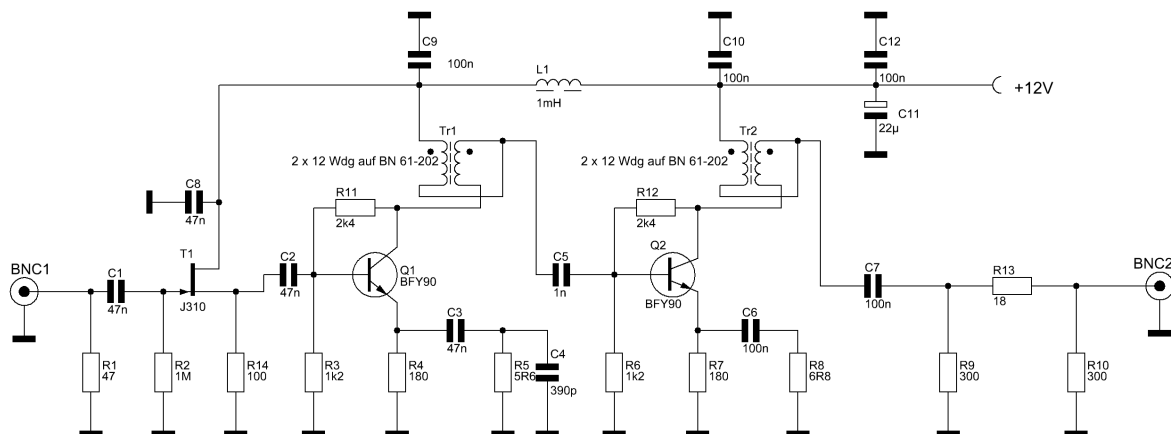 C9
100n
C10
100n
C12
100n
L1
1mH
+12V
C11
22µ
Tr1
2 x 12 Wdg auf BN 61-202
Tr2
2 x 12 Wdg auf BN 61-202
C8
47n
R11
2k4
R12
2k4
T1
J310
C2
47n
Q1
BFY90
C5
1n
Q2
BFY90
C7
100n
R13
18
BNC1
BNC2
C1
47n
C3
47n
C6
100n
R1
47
R2
1M
R14
100
R3
1k2
R4
180
R5
5R6
C4
390p
R6
1k2
R7
180
R8
6R8
R9
300
R10
300